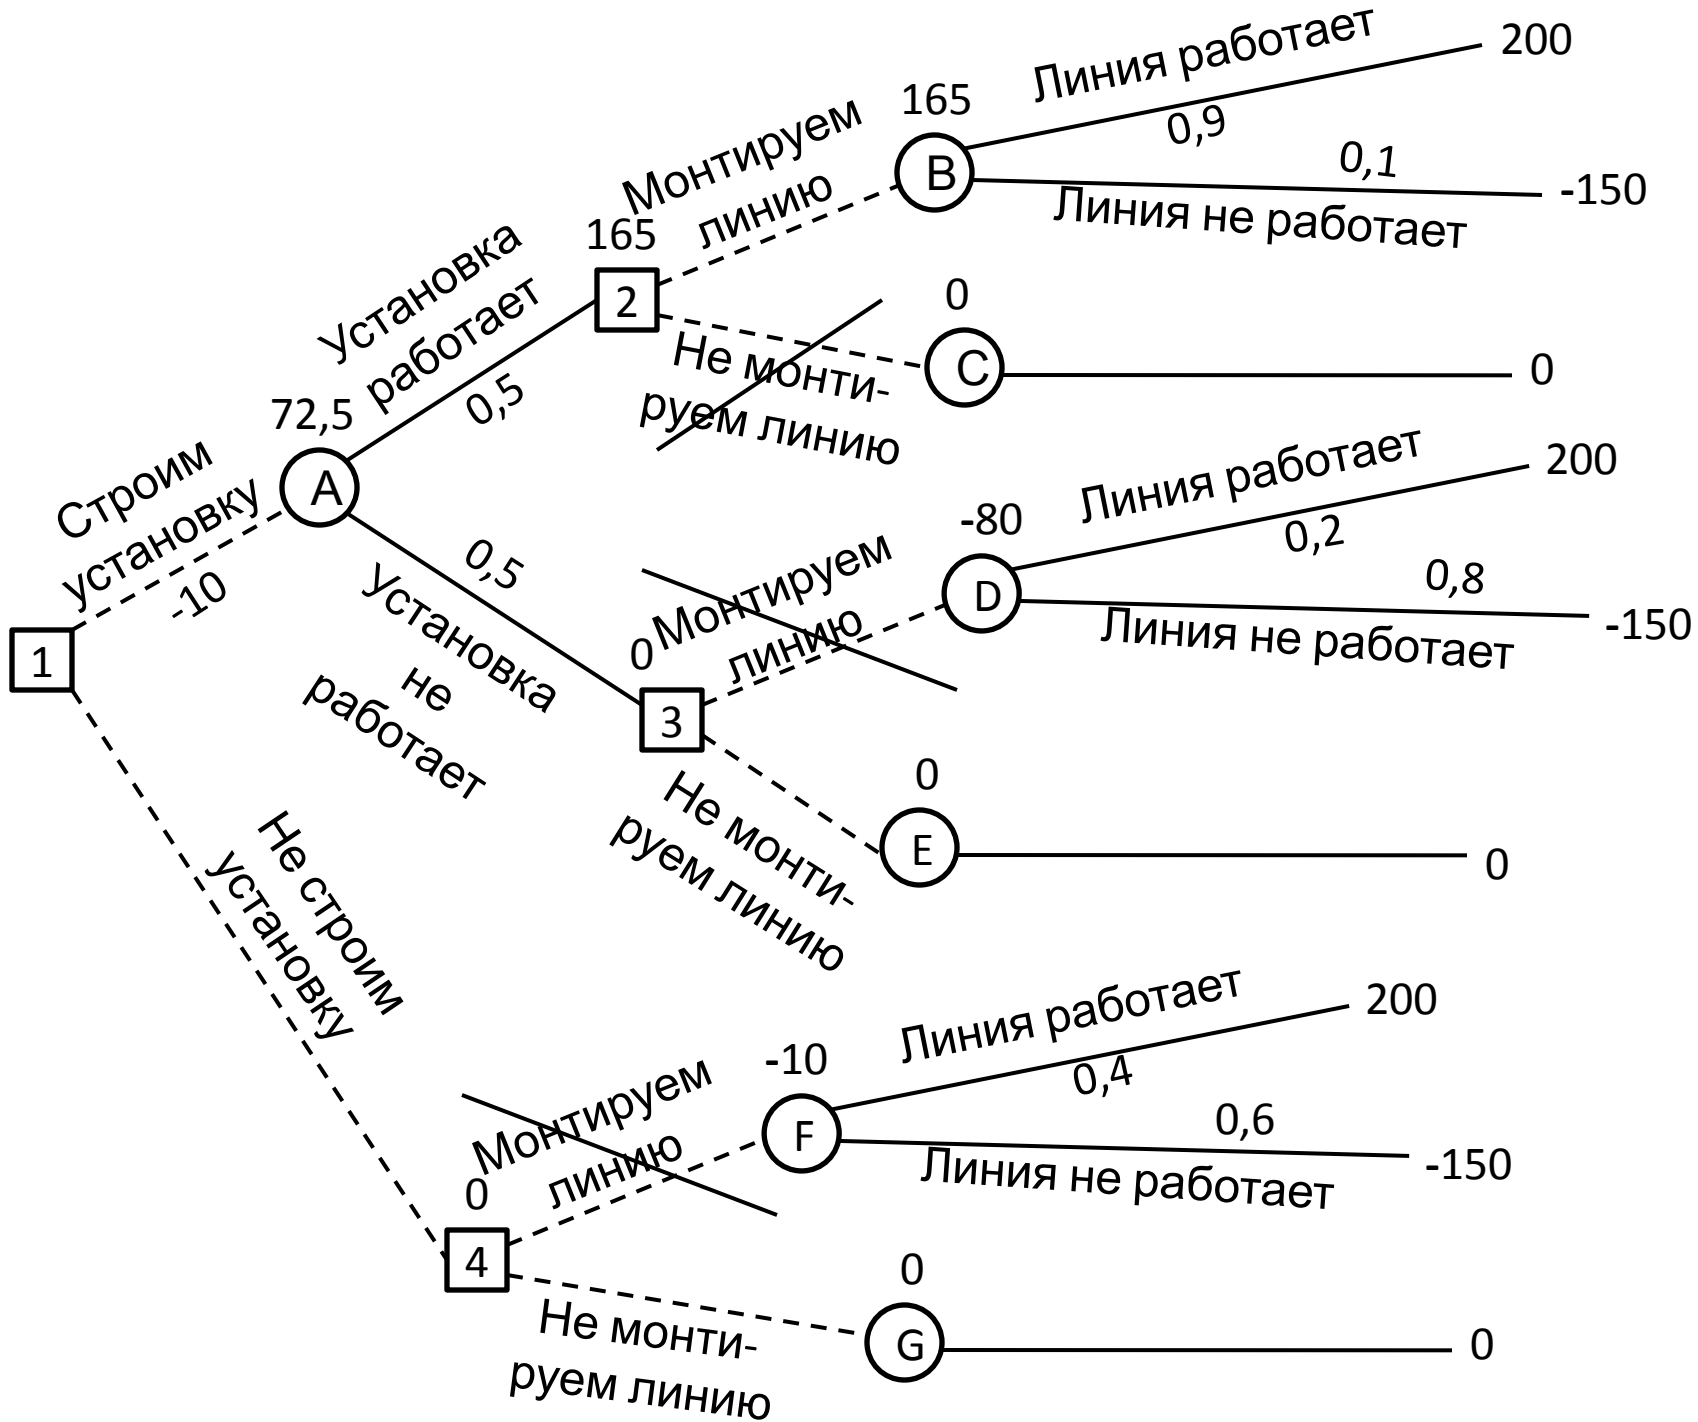 Линия работает
200
0,9
165
B
0,1
-150
Линия не работает
Монтируем
линию
165
2
Установка
работает
0,5
0
C
0
Не монти-
руем линию
72,5
A
Строим
установку
-10
1
0,5
Установка
не
работает
Линия работает
200
0,2
-80
D
0,8
-150
Линия не работает
Монтируем
линию
0
3
0
E
0
Не монти-
руем линию
Не строим
установку
Линия работает
200
0,4
-10
F
0,6
-150
Линия не работает
Монтируем
линию
0
4
0
G
0
Не монти-
руем линию